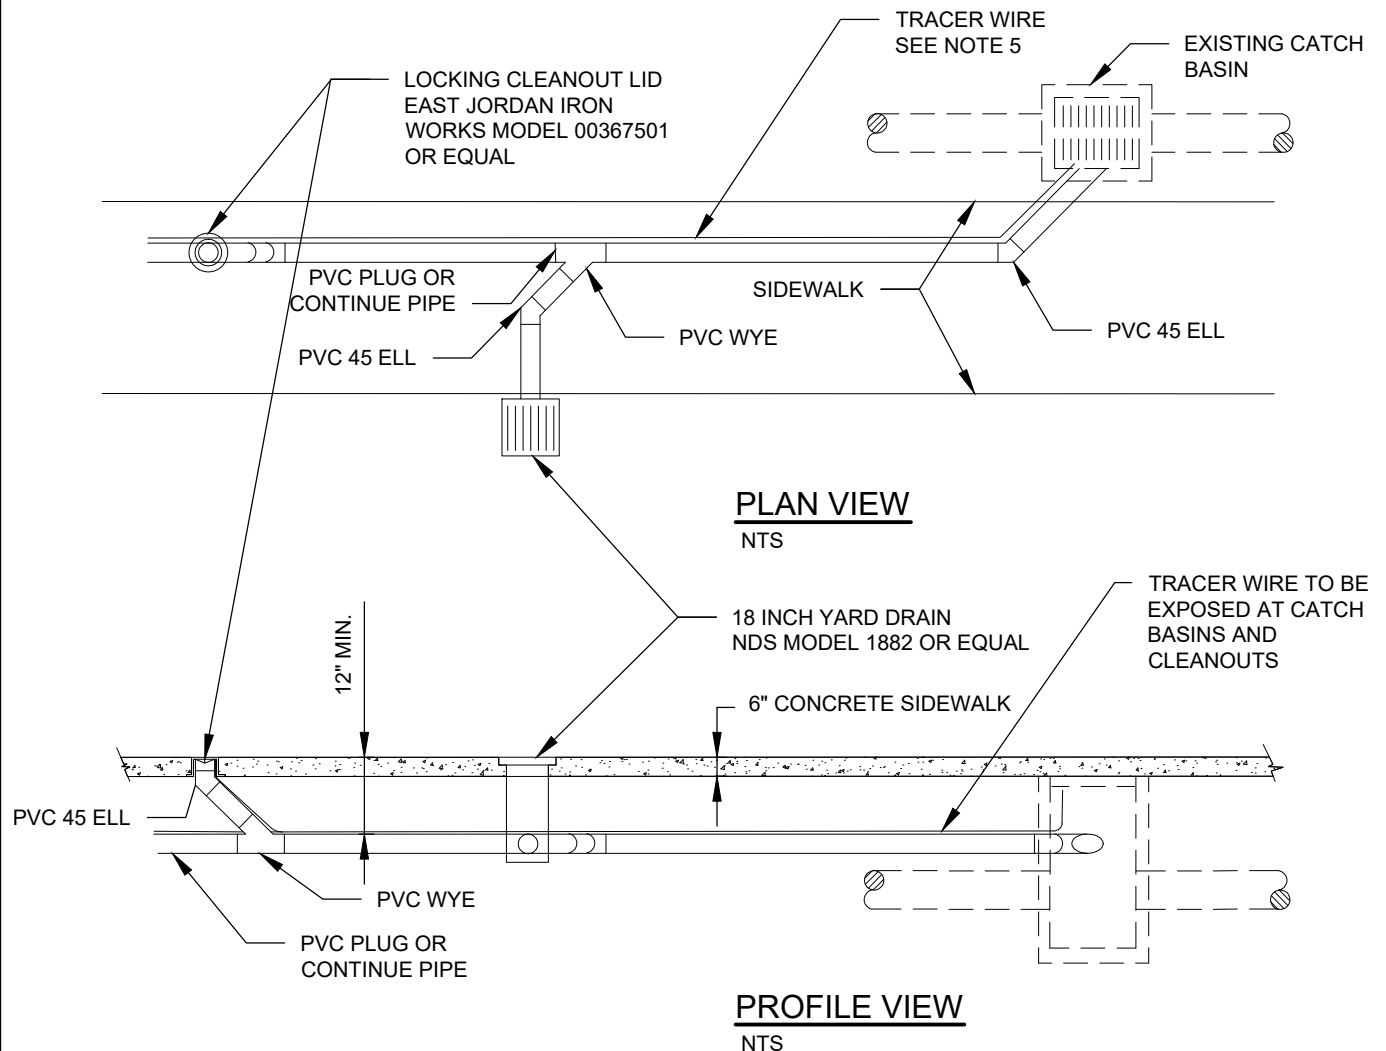 TRACER WIRE
SEE NOTE 5
EXISTING CATCH
BASIN
LOCKING CLEANOUT LID
EAST JORDAN IRON
WORKS MODEL 00367501
OR EQUAL
PVC PLUG OR
CONTINUE PIPE
SIDEWALK
PVC 45 ELL
PVC WYE
PVC 45 ELL
PLAN VIEW
NTS
18 INCH YARD DRAIN
NDS MODEL 1882 OR EQUAL
TRACER WIRE TO BE
EXPOSED AT CATCH
BASINS AND
CLEANOUTS
12" MIN.
6" CONCRETE SIDEWALK
PVC 45 ELL
PVC WYE
PVC PLUG OR
CONTINUE PIPE
PROFILE VIEW
NTS